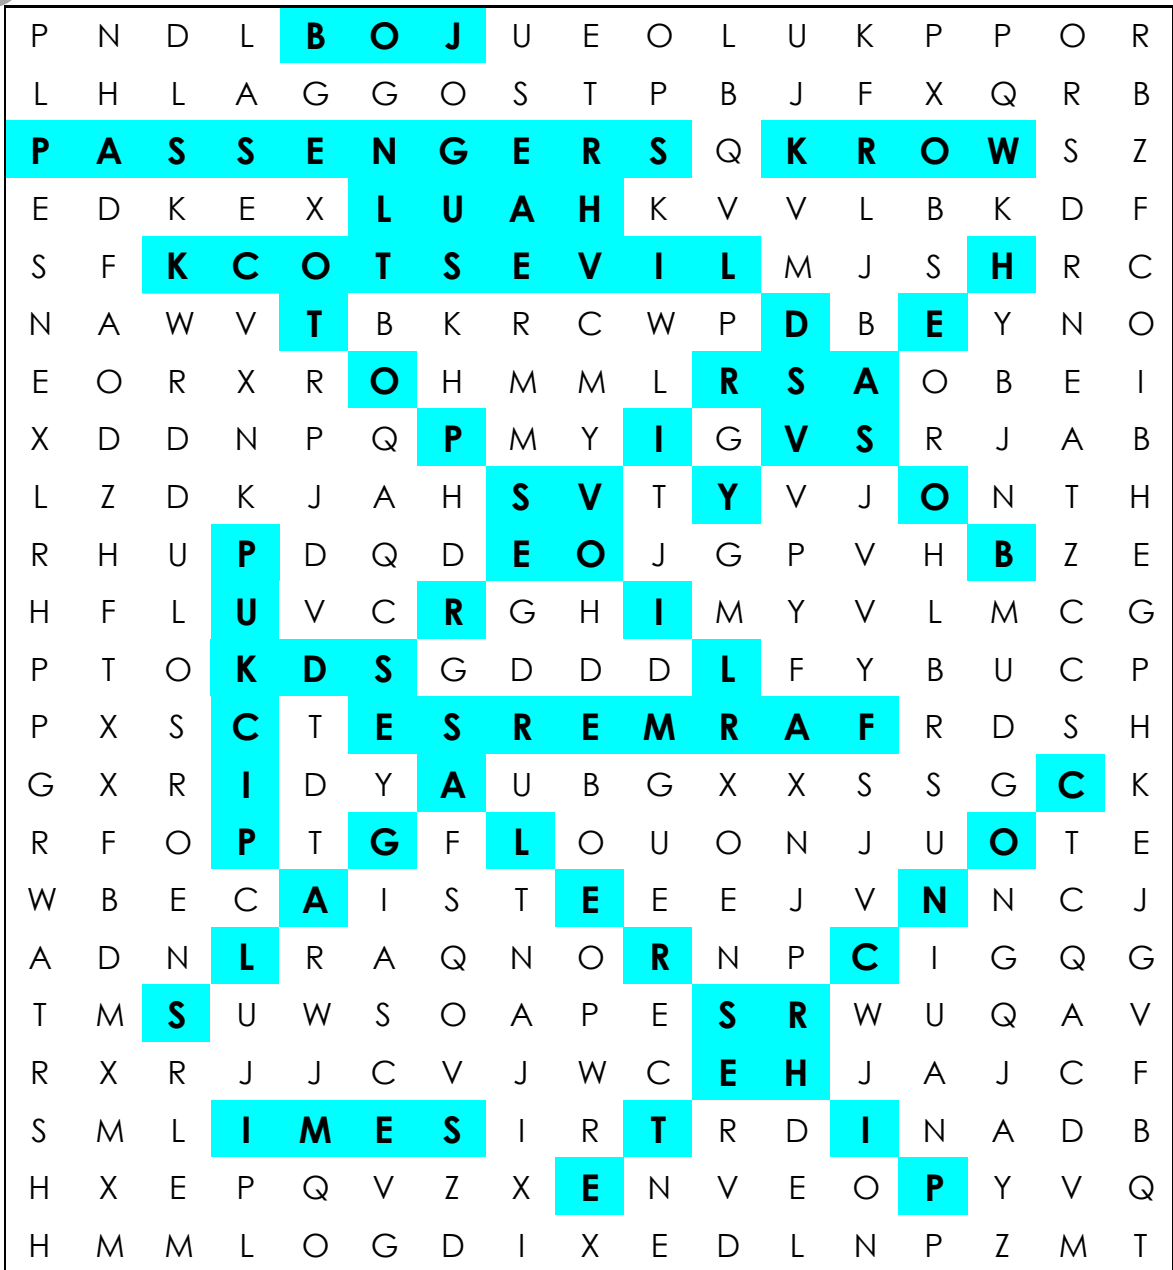 P N D L B O J U E O L U K P P O R
L H L A G G O S T P B J F X Q R B
P A S S E N G E R S Q K R O W S Z
E D K E X L U A H K V V L B K D F
S F K C O T S E V I L M J S H R C
N A W V T B K R C W P D B E Y N O
E O R X R O H M M L R S A O B E I
X D D N P Q P M Y I G V S R J A B
L Z D K J A H S V T Y V J O N T H
R H U P D Q D E O J G P V H B Z E
H F L U V C R G H I M Y V L M C G
P T O K D S G D D D L F Y B U C P
P X S C T E S R E M R A F R D S H
G X R I D Y A U B G X X S S G C K
R F O P T G F L O U O N J U O T E
W B E C A I S T E E E J V N N C J
A D N L R A Q N O R N P C I G Q G
T M S U W S O A P E S R W U Q A V
R X R J J C V J W C E H J A J C F
S M L I M E S I R T R D I N A D B
H X E P Q V Z X E N V E O P Y V Q
H M M L O G D I X E D L N P Z M T